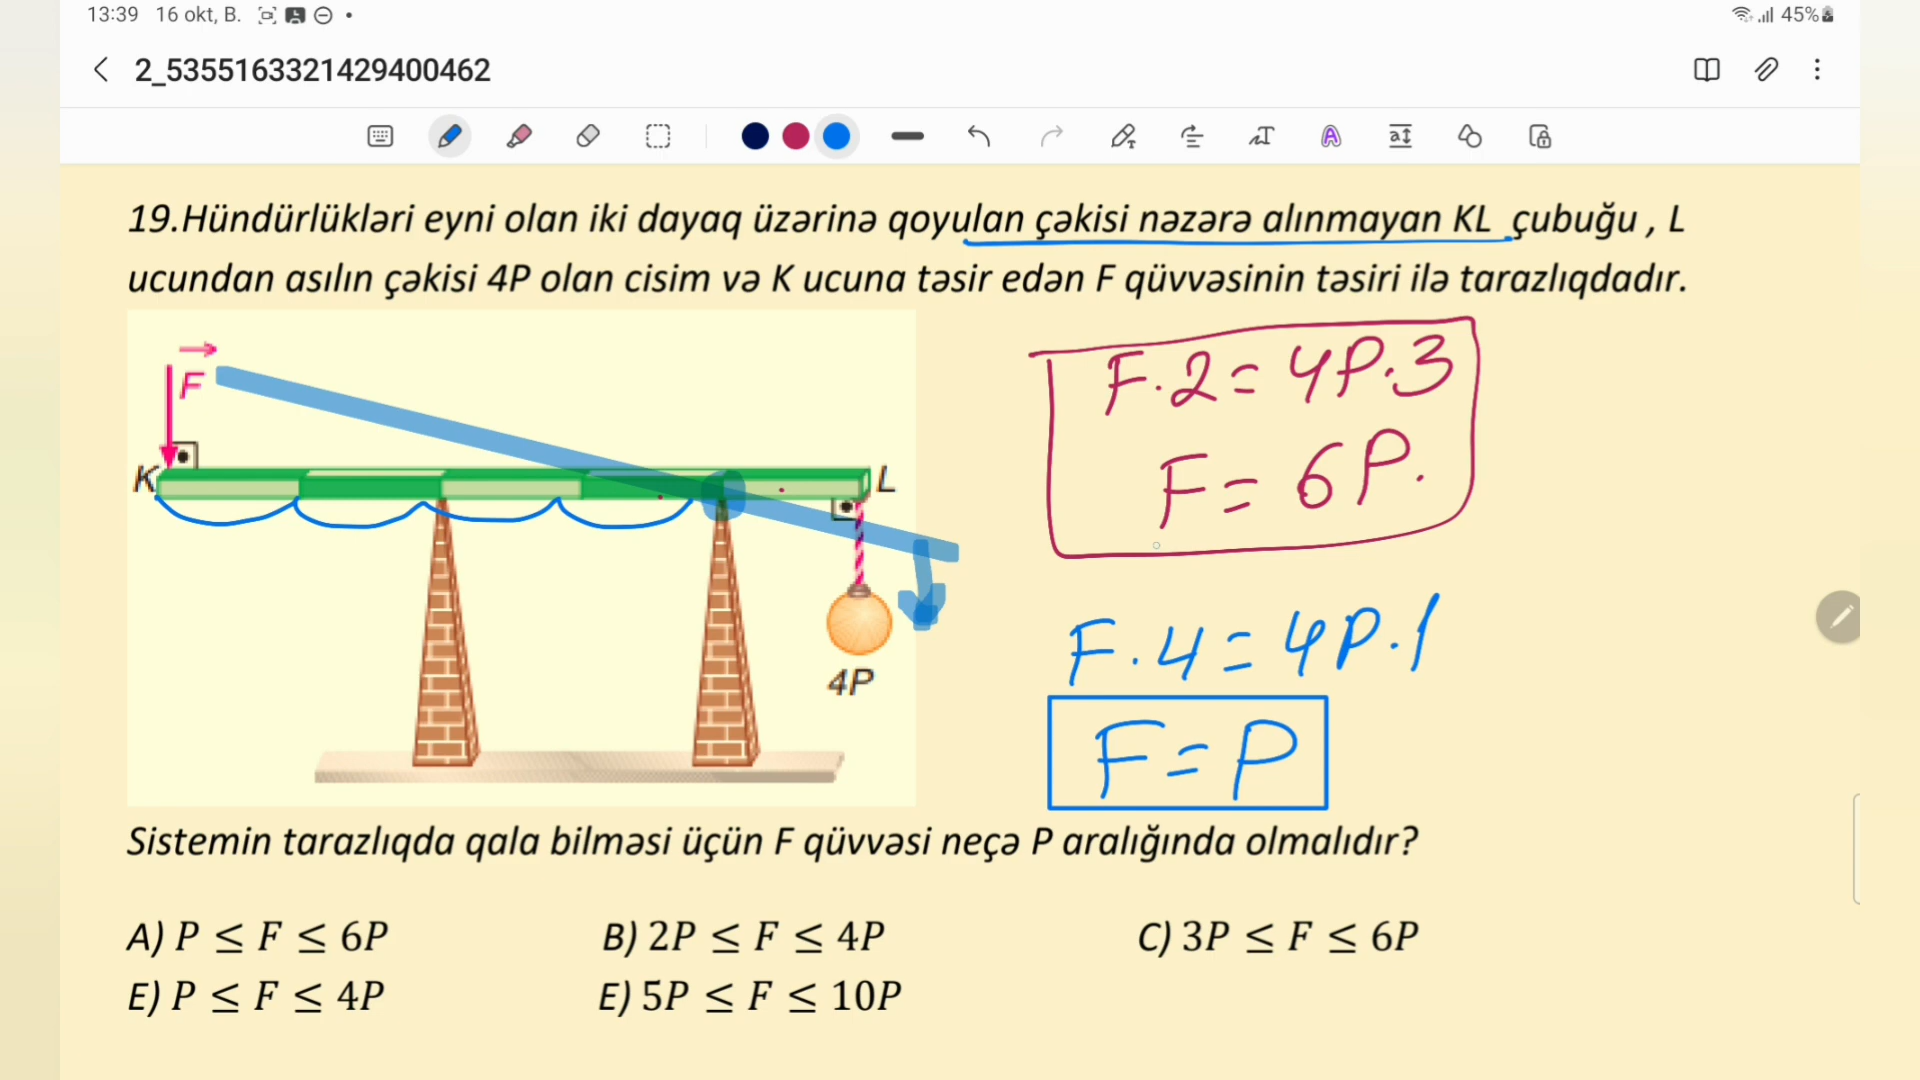 13:39 16 okt, B.
45%
2_5355163321429400462
19.Hündürlükləri eyni olan iki dayaq üzərinə qoyulan çəkisi nəzərə alınmayan KL çubuğu , L
ucundan asılın çəkisi 4P olan cisim və K ucuna təsir edən F qüvvəsinin təsiri ilə tarazlıqdadır.
F
K
L
4P
F.2=4P.3
F=6P.
F.4=4P.1
F=P
Sistemin tarazlıqda qala bilməsi üçün F qüvvəsi neçə P aralığında olmalıdır?
A) P ≤ F ≤ 6P B) 2P ≤ F ≤ 4P C) 3P ≤ F ≤ 6P
E) P ≤ F ≤ 4P E) 5P ≤ F ≤ 10P